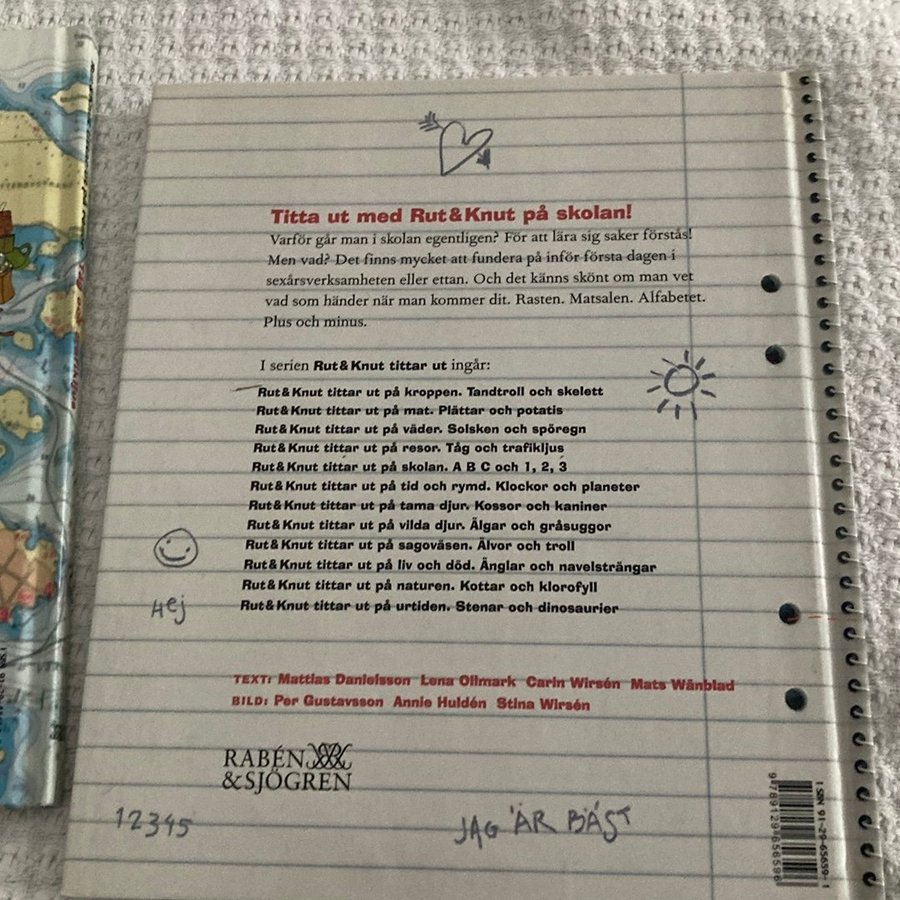 Titta ut med Rut&Knut på skolan!
Varför går man i skolan egentligen? För att lära sig saker förstås!
Men vad? Det finns mycket att fundera på inför första dagen i
sexårsverksamheten eller ettan. Och det känns skönt om man vet
vad som händer när man kommer dit. Rasten. Matsalen. Alfabetet.
Plus och minus.
I serien Rut&Knut tittar ut ingår:
Rut&Knut tittar ut på kroppen. Tandtroll och skelett
Rut&Knut tittar ut på mat. Plättar och potatis
Rut&Knut tittar ut på väder. Solsken och spöregn
Rut&Knut tittar ut på resor. Tåg och trafikljus
Rut&Knut tittar ut på skolan. A B C och 1, 2, 3
Rut&Knut tittar ut på tid och rymd. Klockor och planeter
Rut&Knut tittar ut på tama djur. Kossor och kaniner
Rut&Knut tittar ut på vilda djur. Älgar och gråsuggor
Rut&Knut tittar ut på sagoväsen. Älvor och troll
Rut&Knut tittar ut på liv och död. Änglar och navelsträngar
Rut&Knut tittar ut på naturen. Kottar och klorofyll
Hej
Rut&Knut tittar ut på urtiden. Stenar och dinosaurier
TEXT: Mattias Danielsson Lena Ollmark Carin Wirsén Mats Wänblad
BILD: Per Gustavsson Annie Huldén Stina Wirsén
RABÉN
&SJÖGREN
12345
JAG ÄR BÄST
ISBN 91-29-65659-1
9789129656596